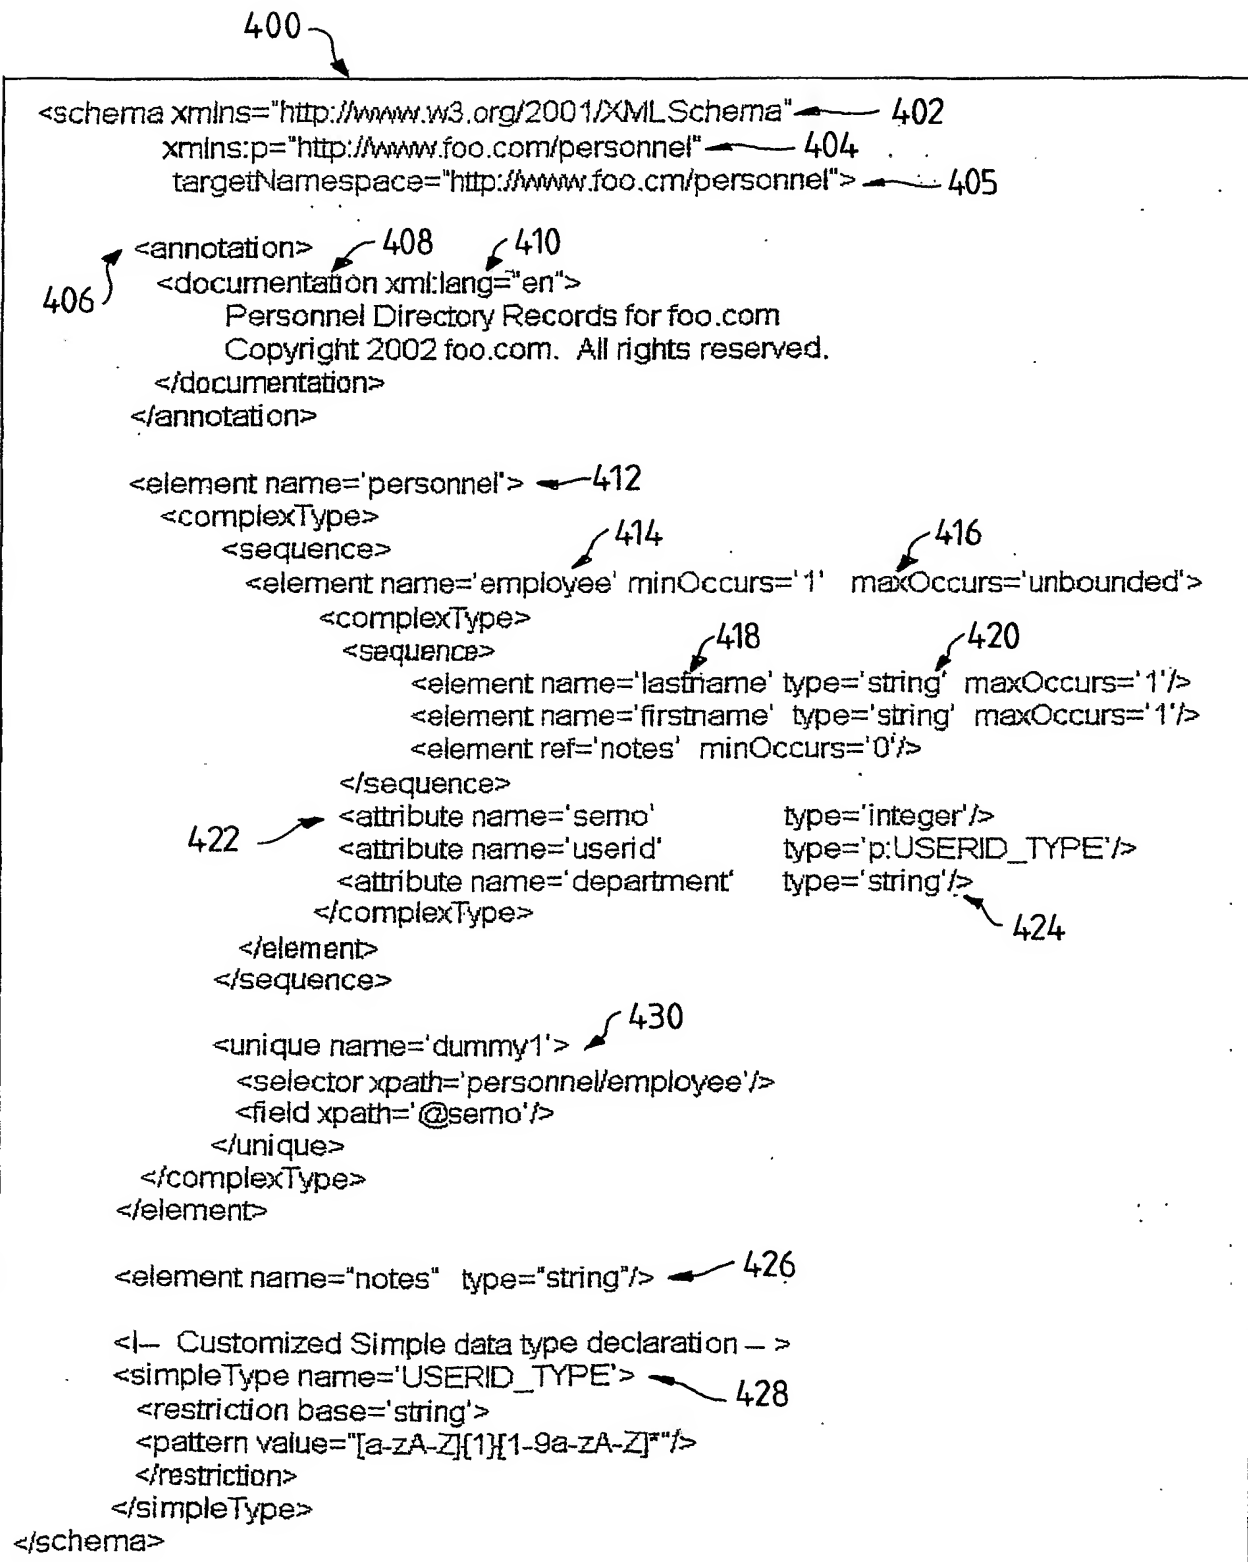 400
<schema xmlns="http://www.w3.org/2001/XMLSchema" 402
xmlns:p="http://www.foo.com/personnel" 404
targetNamespace="http://www.foo.cm/personnel"> 405
<annotation> 408 410
406 <documentation xml:lang="en">
Personnel Directory Records for foo.com
Copyright 2002 foo.com. All rights reserved.
</documentation>
</annotation>
<element name='personnel'> 412
<complexType>
<sequence> 414 416
<element name='employee' minOccurs='1' maxOccurs='unbounded'>
<complexType>
<sequence> 418 420
<element name='lastname' type='string' maxOccurs='1'/>
<element name='firstname' type='string' maxOccurs='1'/>
<element ref='notes' minOccurs='0'/>
</sequence>
422 <attribute name='serno' type='integer'/>
<attribute name='userid' type='p:USERID_TYPE'/>
<attribute name='department' type='string'/>
</complexType> 424
</element>
</sequence>
430
<unique name='dummy1'>
<selector xpath='personnel/employee'/>
<field xpath='@serno'/>
</unique>
</complexType>
</element>
<element name="notes" type="string"/> 426
<!-- Customized Simple data type declaration -- >
<simpleType name='USERID_TYPE'> 428
<restriction base='string'>
<pattern value="[a-zA-Z]{1}[1-9a-zA-Z]*"/>
</restriction>
</simpleType>
</schema>